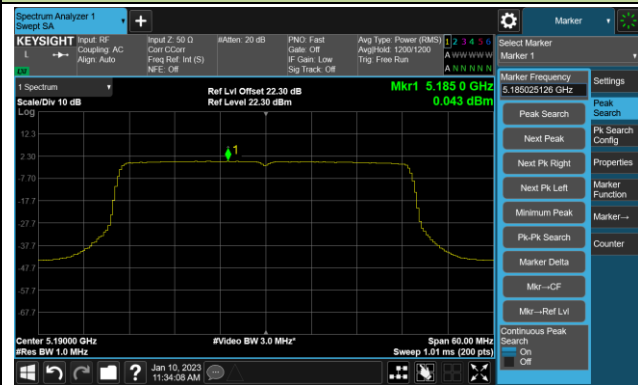 Spectrum Analyzer 1
Swept SA
Marker
KEYSIGHT
L
Input: RF
Coupling: AC
Align: Auto
Input Z: 50 Ω
Corr CCorr
Freq Ref: Int (S)
NFE: Off
#Atten: 20 dB
PNO: Fast
Gate: Off
IF Gain: Low
Sig Track: Off
Avg Type: Power (RMS)
Avg|Hold: 1200/1200
Trig: Free Run
1 2 3 4 5 6
A W W W W W
A N N N N N
Select Marker
Marker 1
1 Spectrum
Scale/Div 10 dB
Log
Ref Lvl Offset 22.30 dB
Ref Level 22.30 dBm
Mkr1 5.185 0 GHz
0.043 dBm
12.3
2.30
-7.70
-17.7
-27.7
-37.7
-47.7
-57.7
-67.7
1
Center 5.19000 GHz
#Res BW 1.0 MHz
#Video BW 3.0 MHz*
Span 60.00 MHz
Sweep 1.01 ms (200 pts)
Marker Frequency
5.185025126 GHz
Peak Search
Next Peak
Next Pk Right
Next Pk Left
Minimum Peak
Pk-Pk Search
Marker Delta
Mkr→CF
Mkr→Ref Lvl
Continuous Peak
Search
On
Off
Settings
Peak
Search
Pk Search
Config
Properties
Marker
Function
Marker→
Counter
?
Jan 10, 2023
11:34:08 AM